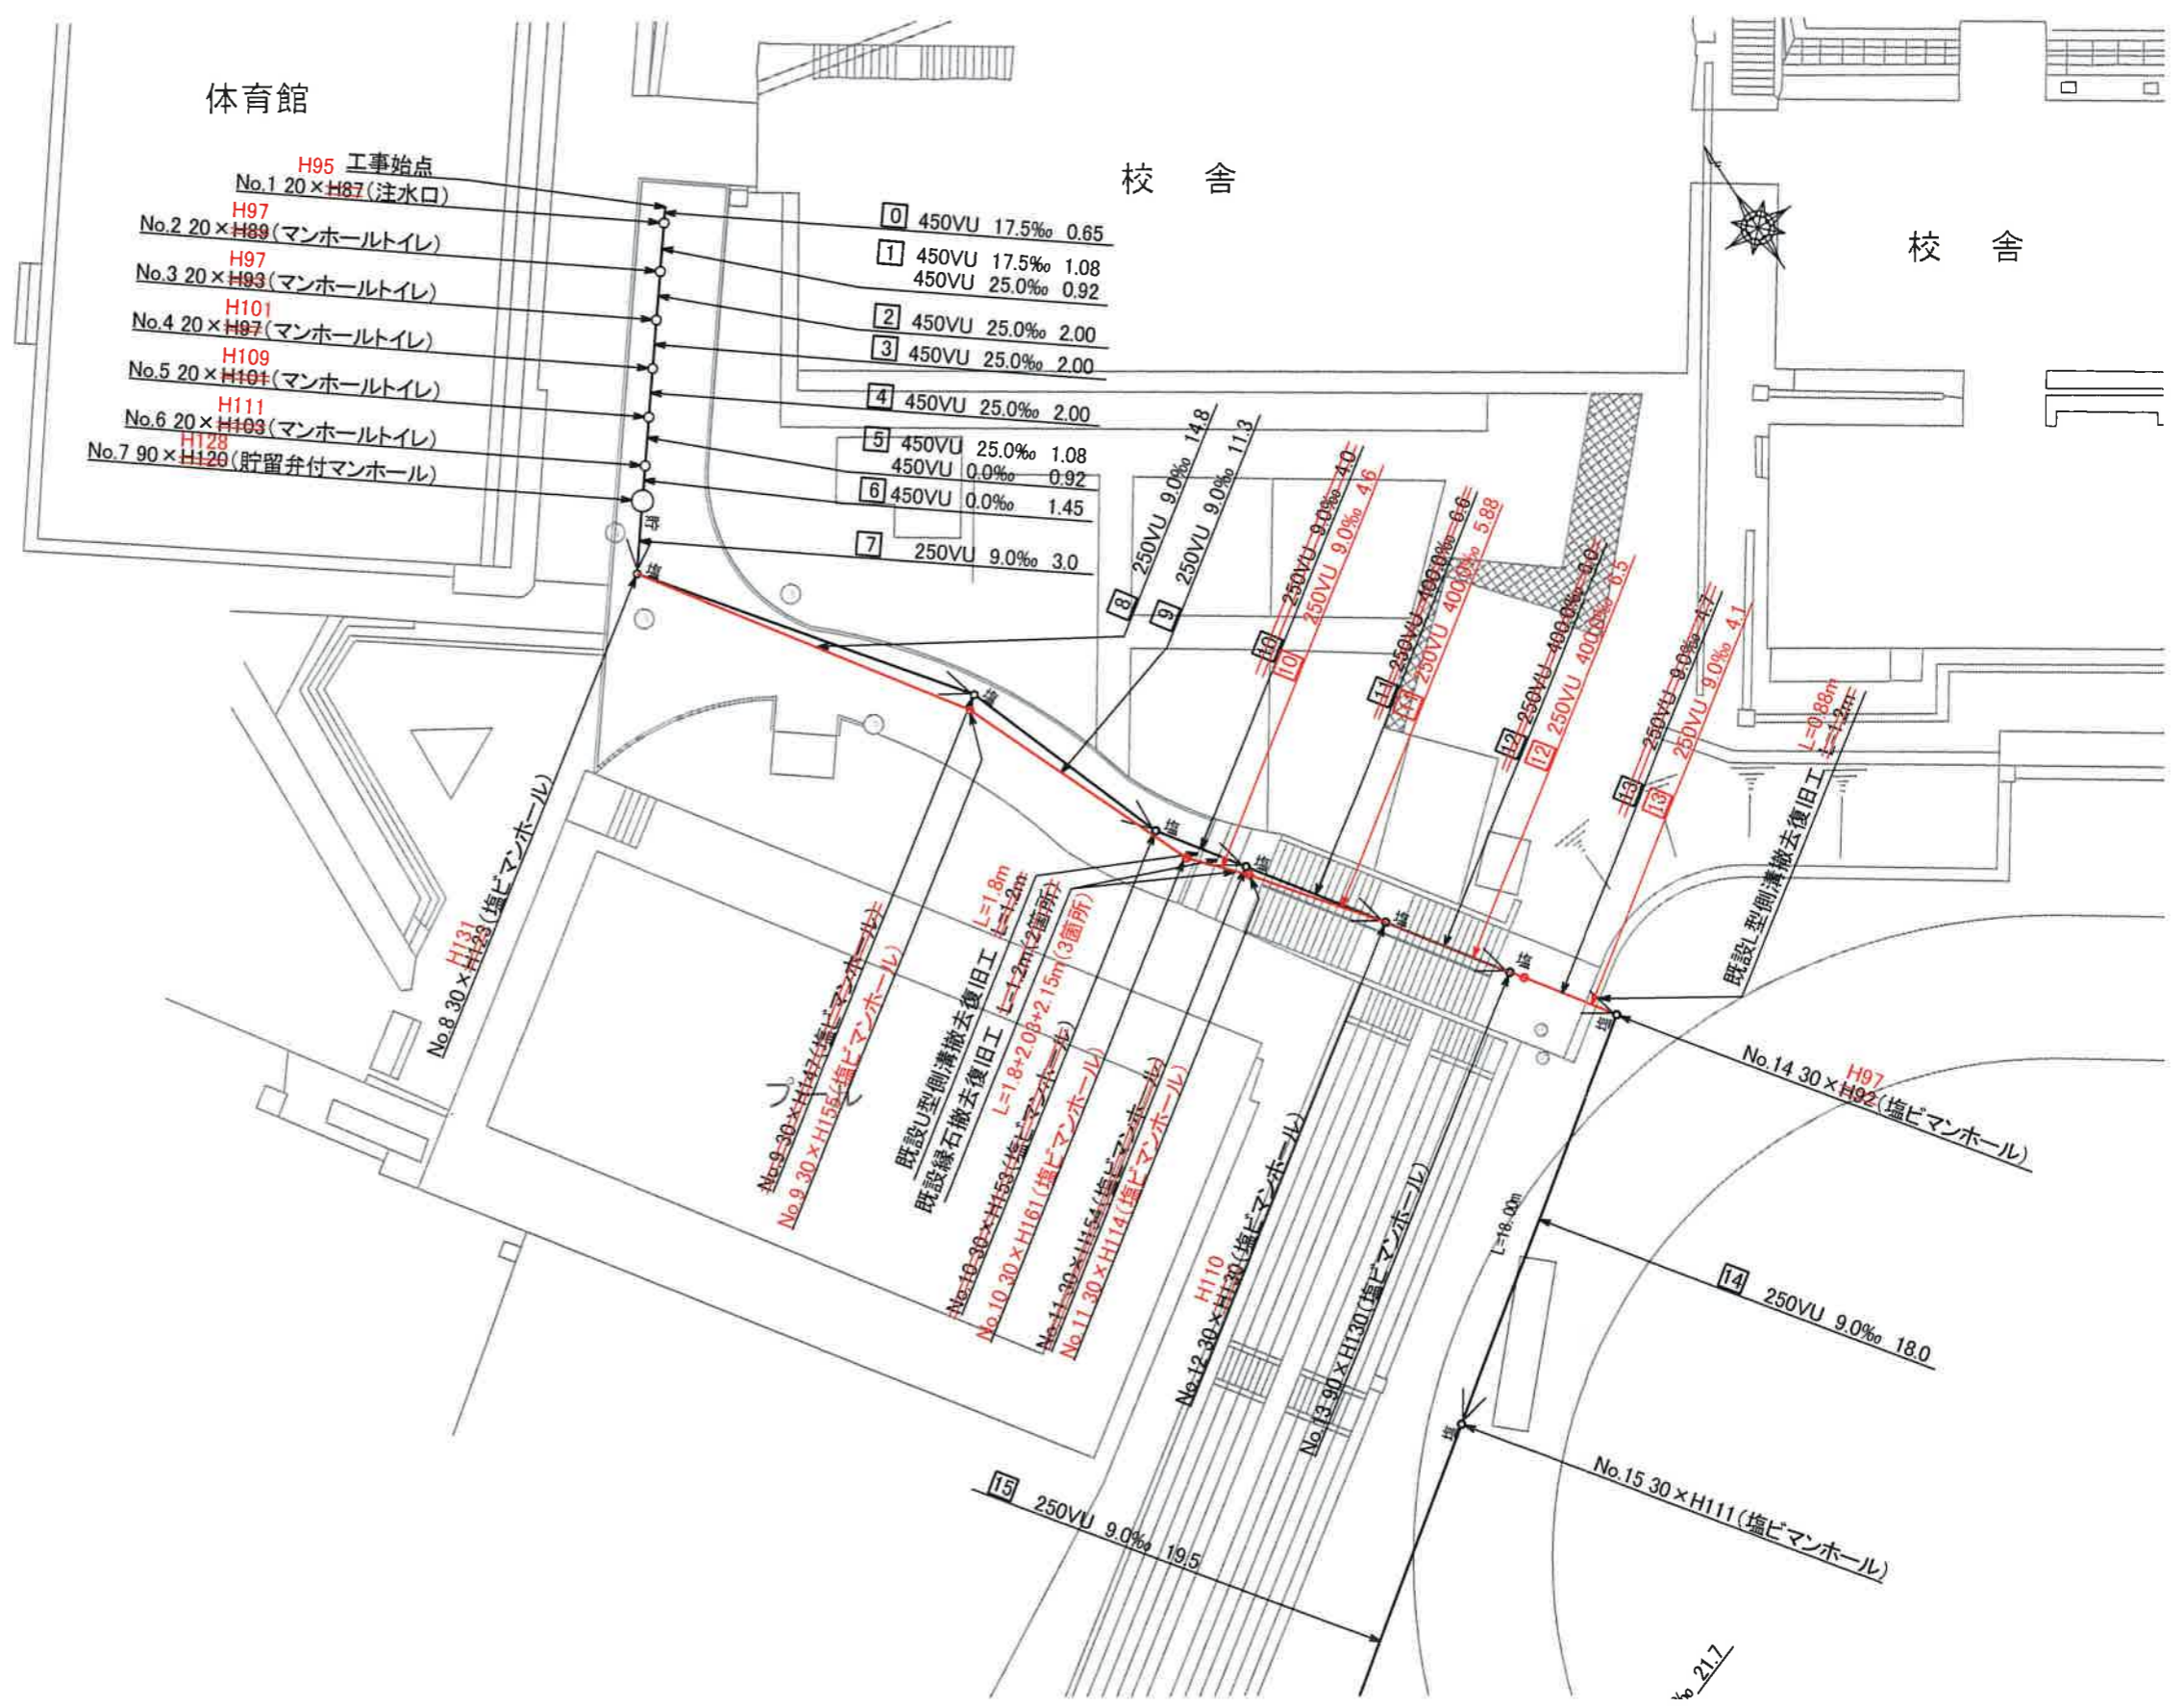 体育館
校　舎
校　舎
H95 工事始点
No.1 20×H87(注水口)
H97
No.2 20×H89(マンホールトイレ)
H97
No.3 20×H93(マンホールトイレ)
H101
No.4 20×H97(マンホールトイレ)
H109
No.5 20×H101(マンホールトイレ)
H111
No.6 20×H103(マンホールトイレ)
H128
No.7 90×H120(貯留弁付マンホール)
0 450VU 17.5‰ 0.65
1 450VU 17.5‰ 1.08
450VU 25.0‰ 0.92
2 450VU 25.0‰ 2.00
3 450VU 25.0‰ 2.00
4 450VU 25.0‰ 2.00
5 450VU 25.0‰ 1.08
450VU 0.0‰ 0.92
6 450VU 0.0‰ 1.45
7 250VU 9.0‰ 3.0
貯
塩
8 250VU 9.0‰ 14.8
9 250VU 9.0‰ 11.3
10 250VU 9.0‰ 4.0
10 250VU 9.0‰ 4.6
11 250VU 400.0‰ 6.6
11 250VU 400.0‰ 5.88
12 250VU 400.0‰ 6.0
12 250VU 400.0‰ 6.5
13 250VU 9.0‰ 4.7
13 250VU 9.0‰ 4.1
L=0.88m
既設L型側溝撤去復旧工 L=1.2m
塩
塩
塩
塩
塩
塩
H131
No.8 30×H123(塩ビマンホール)
No.9 30×H147(塩ビマンホール)
No.9 30×H155(塩ビマンホール)
L=1.8m
既設U型側溝撤去復旧工 L=1.2m
既設縁石撤去復旧工 L=1.2m(2箇所)
L=1.8+2.03+2.15m(3箇所)
プール
No.10 30×H153(塩ビマンホール)
No.10 30×H161(塩ビマンホール)
No.11 30×H154(塩ビマンホール)
No.11 30×H114(塩ビマンホール)
H110
No.12 30×H130(塩ビマンホール)
No.13 90×H130(塩ビマンホール)
H97
No.14 30×H92(塩ビマンホール)
L=18.00m
14 250VU 9.0‰ 18.0
塩
No.15 30×H111(塩ビマンホール)
15 250VU 9.0‰ 19.5
‰ 21.7